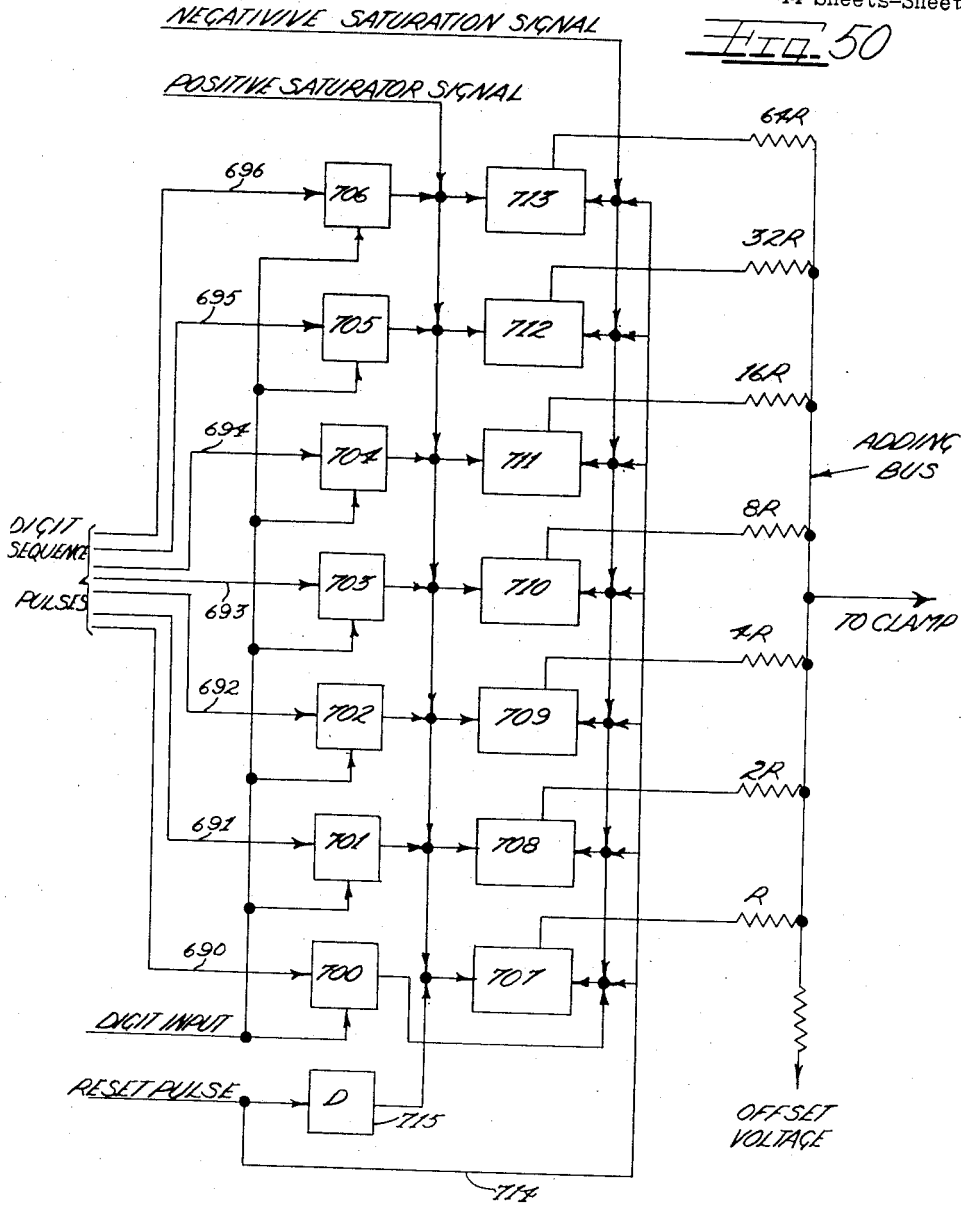 NEGATIVIVE SATURATION SIGNAL
Sheets-Sheet
Fig. 50
POSITIVE SATURATOR SIGNAL
64R
696
706
713
32R
695
705
712
16R
694
704
711
ADDING
BUS
8R
DIGIT
SEQUENCE
PULSES
693
703
710
TO CLAMP
4R
692
702
709
2R
691
701
708
R
690
700
707
DIGIT INPUT
RESET PULSE
D
715
OFFSET
VOLTAGE
714